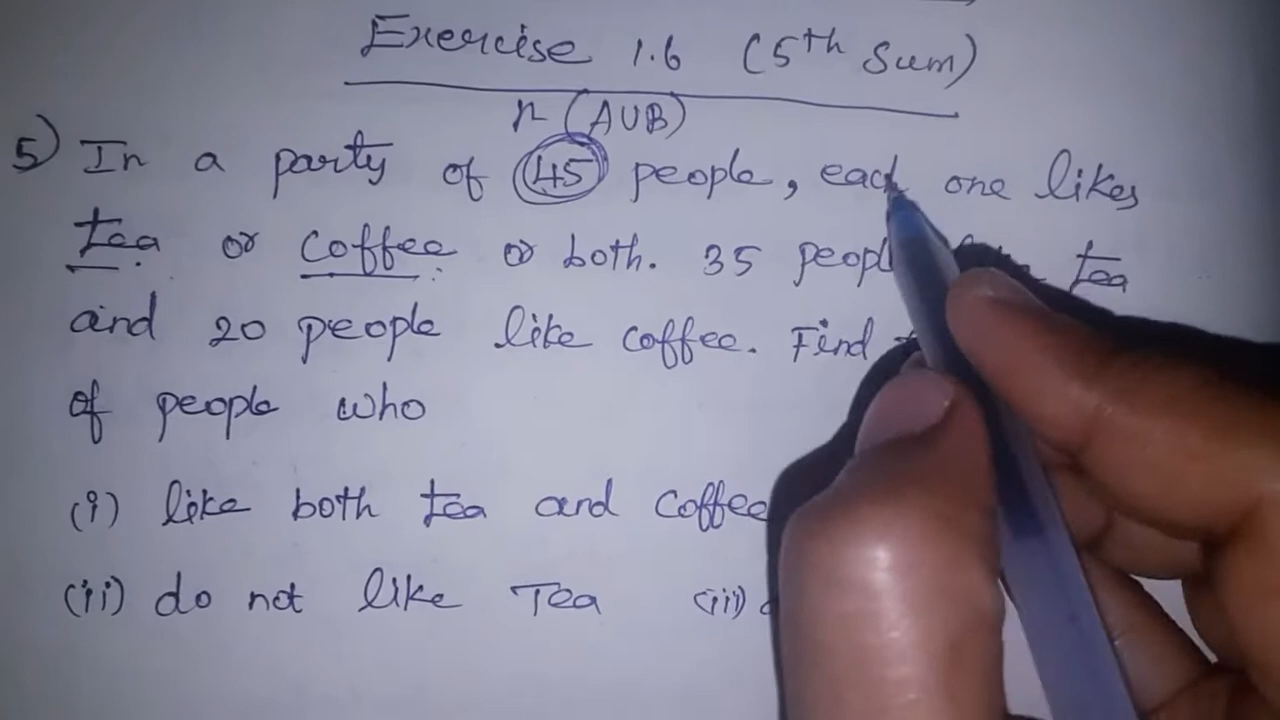 Exercise 1.6 (5th Sum)
n(AUB)
5) In a party of 45 people, each one likes
tea or coffee or both. 35 people tea
and 20 people like coffee. Find
of people who
(i) like both tea and coffee
(ii) do not like Tea (iii)